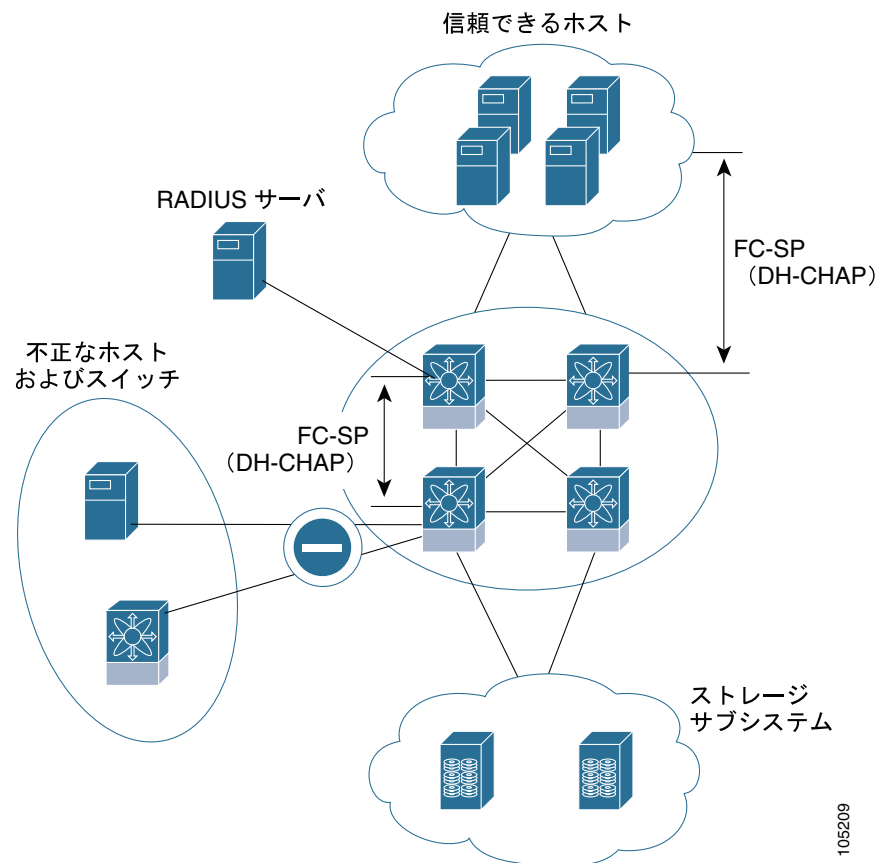 信頼できるホスト
RADIUS サーバ
FC-SP
（DH-CHAP）
不正なホスト
およびスイッチ
FC-SP
（DH-CHAP）
ストレージ
サブシステム
105209